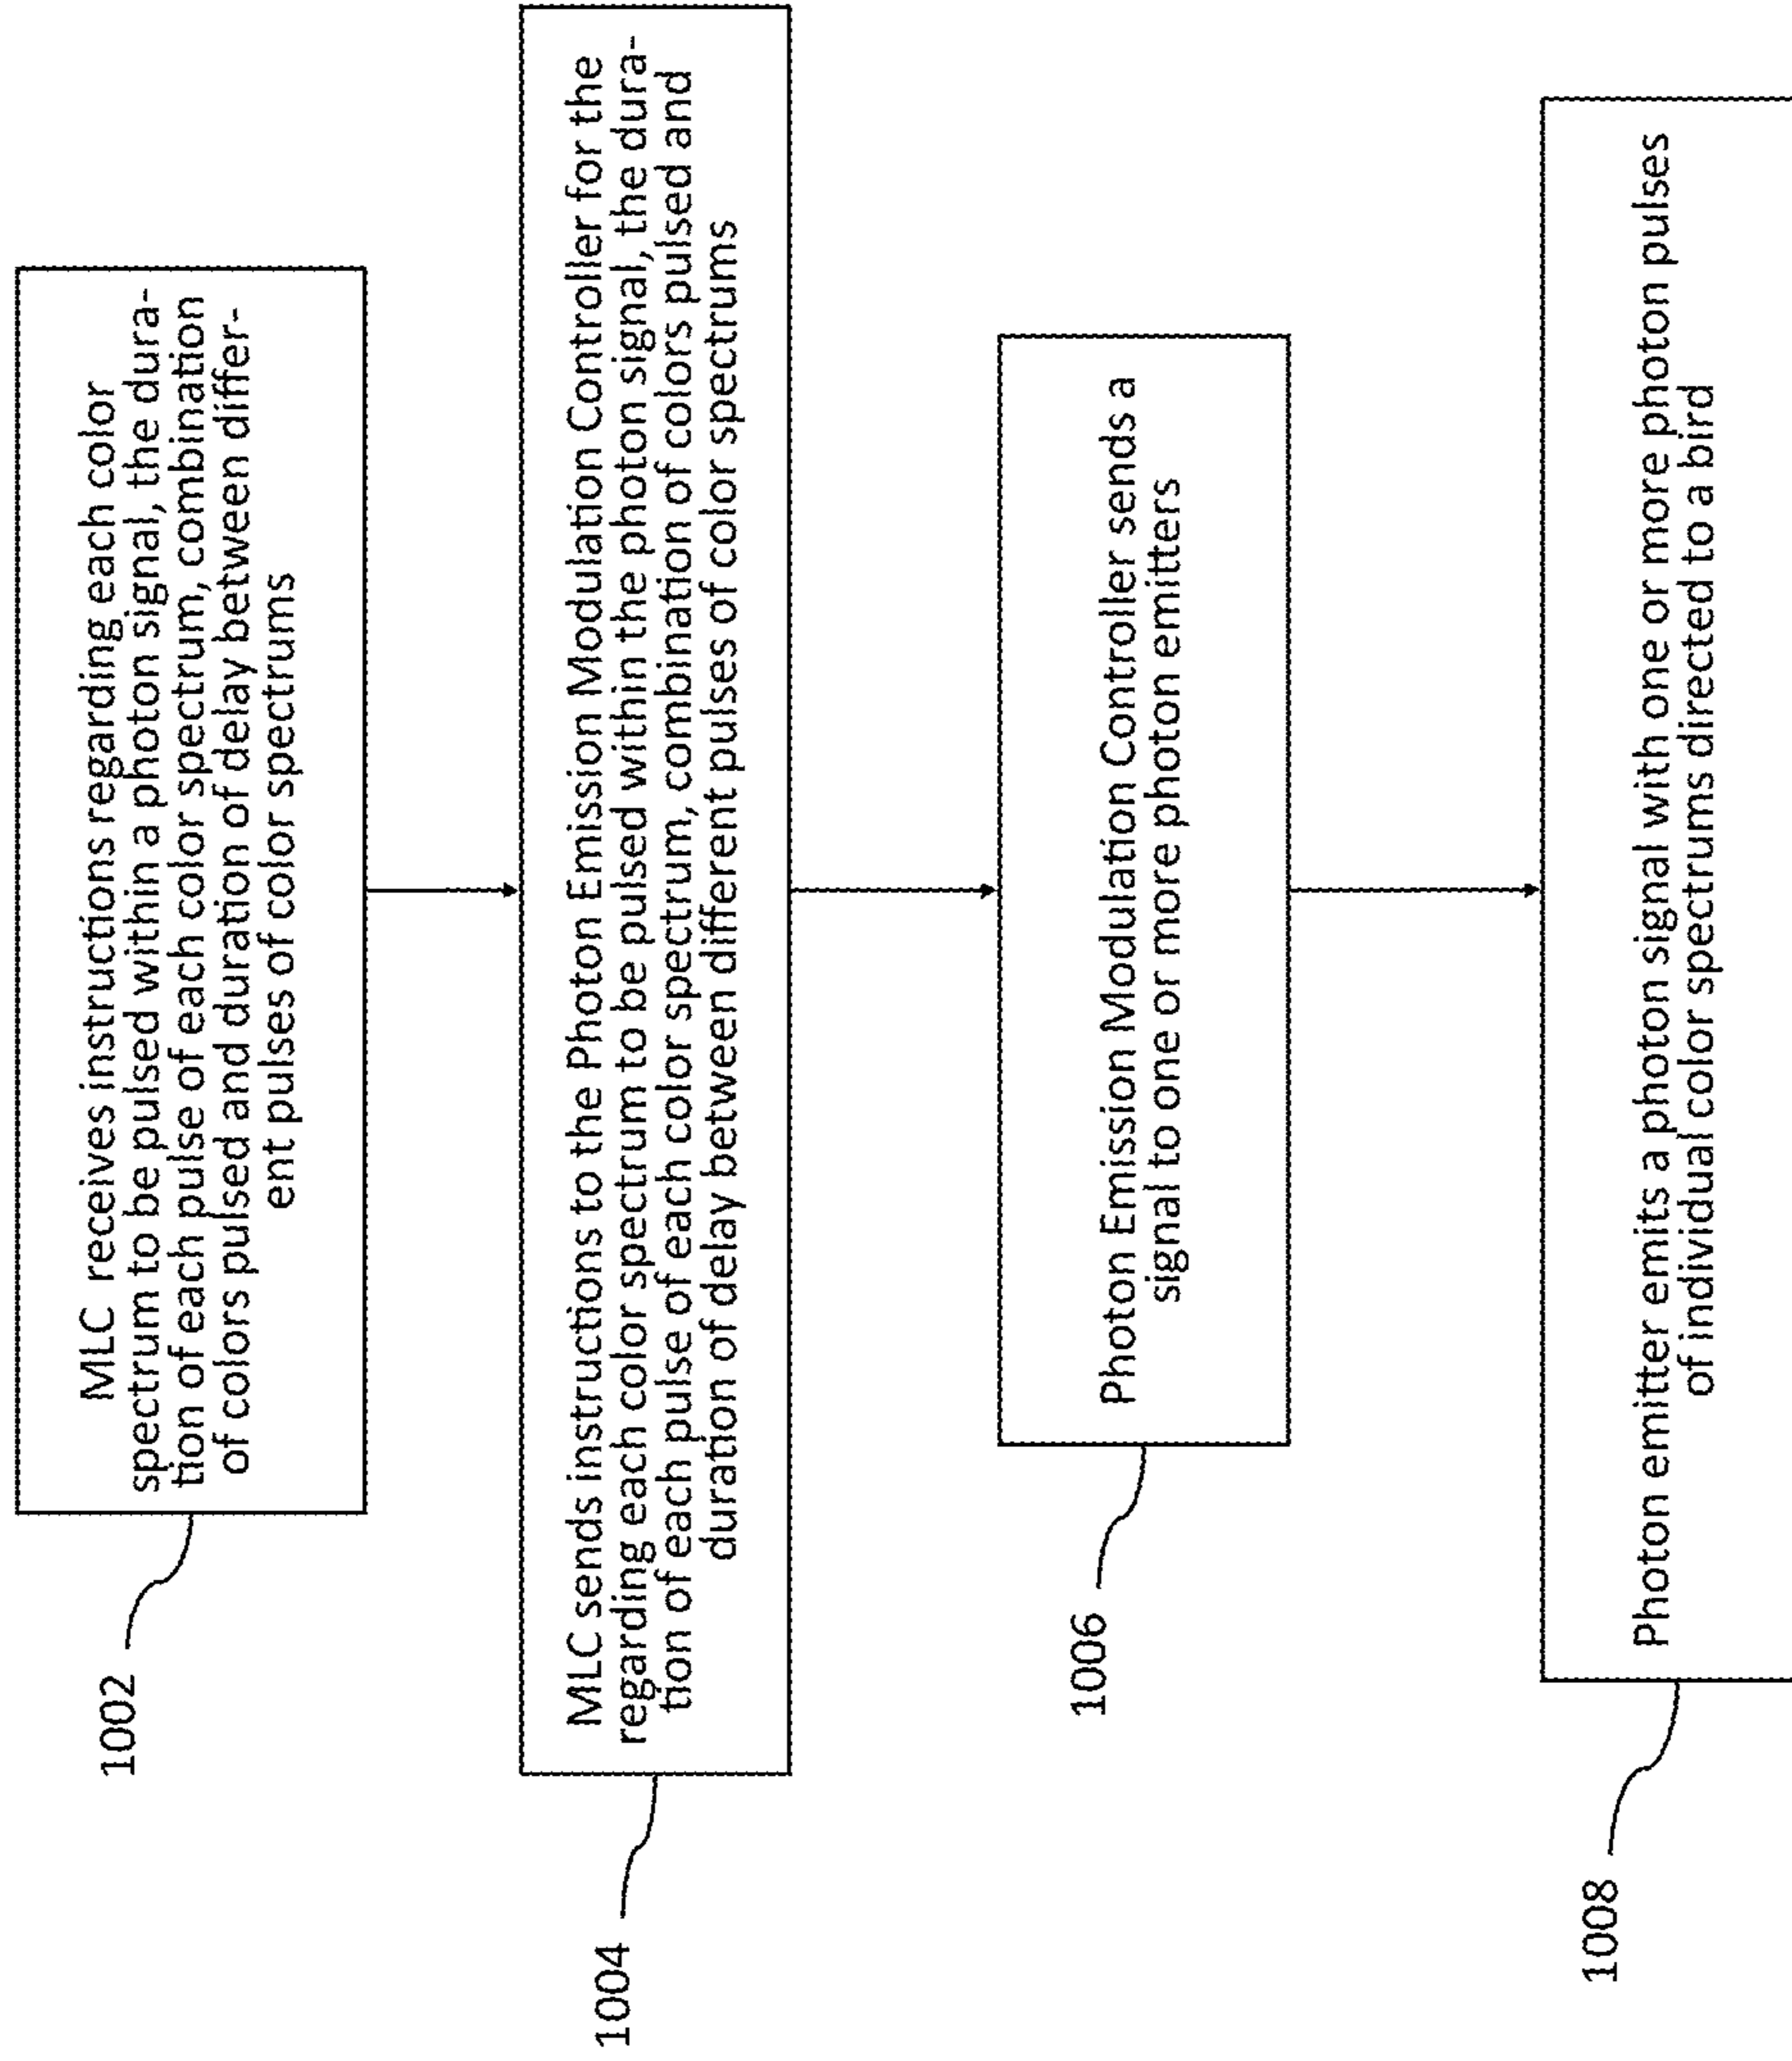 MLC receives instructions regarding each color
spectrum to be pulsed within a photon signal, the dura-
tion of each pulse of each color spectrum, combination
of colors pulsed and duration of delay between differ-
ent pulses of color spectrums
1002
MLC sends instructions to the Photon Emission Modulation Controller for the
regarding each color spectrum to be pulsed within the photon signal, the dura-
tion of each pulse of each color spectrum, combination of colors pulsed and
duration of delay between different pulses of color spectrums
1004
Photon Emission Modulation Controller sends a
signal to one or more photon emitters
1006
Photon emitter emits a photon signal with one or more photon pulses
of individual color spectrums directed to a bird
1008